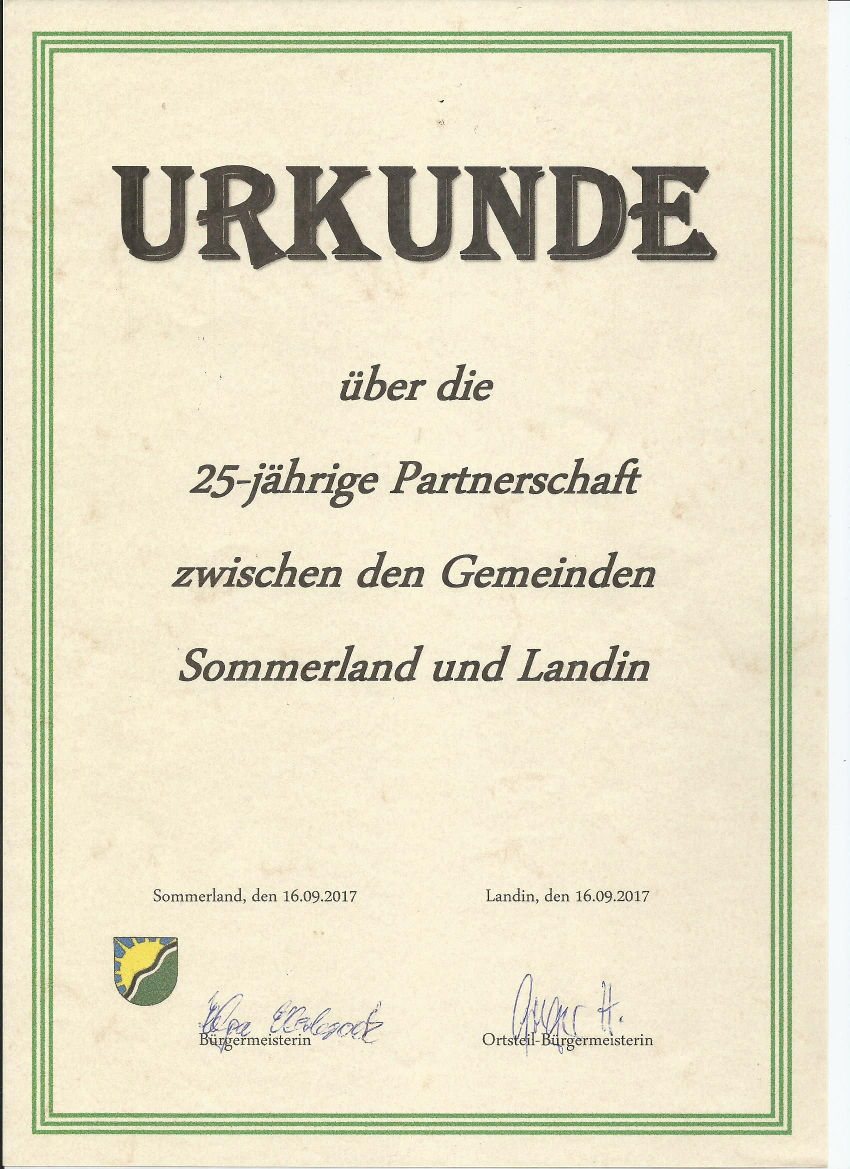 URKUNDE
über die
25-jährige Partnerschaft
zwischen den Gemeinden
Sommerland und Landin
Sommerland, den 16.09.2017
Landin, den 16.09.2017
Bürgermeisterin
Ortsteil-Bürgermeisterin